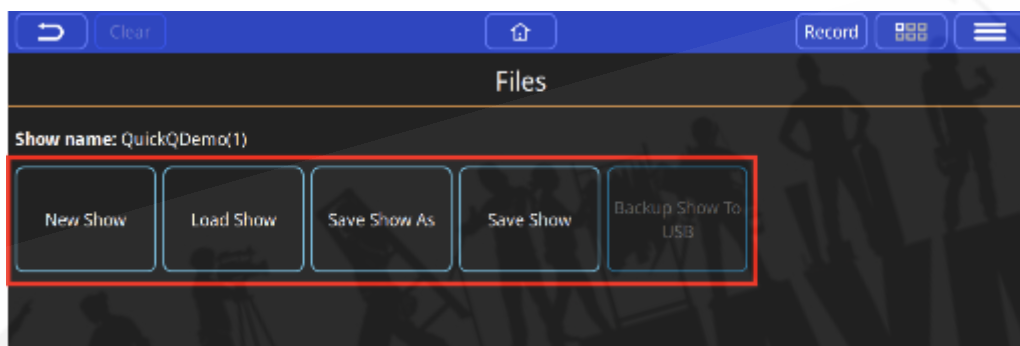 Clear
Record
Files
Show name: QuickQDemo(1)
New Show
Load Show
Save Show As
Save Show
Backup Show To
USB